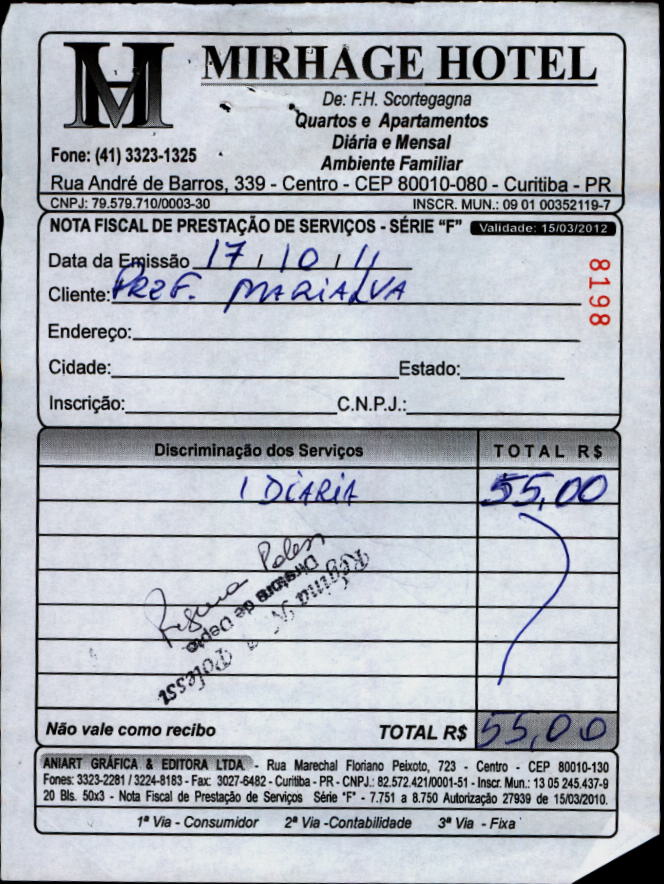 H
MIRHAGE HOTEL
De: F.H. Scortegagna
Quartos e Apartamentos
Diária e Mensal
Ambiente Familiar
Fone: (41) 3323-1325
Rua André de Barros, 339 - Centro - CEP 80010-080 - Curitiba - PR
CNPJ: 79.579.710/0003-30 INSCR. MUN.: 09 01 00352119-7
NOTA FISCAL DE PRESTAÇÃO DE SERVIÇOS - SÉRIE "F" Validade: 15/03/2012
Data da Emissão 17 / 10 / 11
8198
Cliente: PREF. MARIALVA
Endereço:
Cidade: Estado:
Inscrição: C.N.P.J.:
Discriminação dos Serviços TOTAL R$
1 DIARIA 55,00
Diretora de Depto
Não vale como recibo TOTAL R$ 55,00
ANIART GRÁFICA & EDITORA LTDA - Rua Marechal Floriano Peixoto, 723 - Centro - CEP 80010-130
Fones: 3323-2281 / 3224-8183 - Fax: 3027-6482 - Curitiba - PR - CNPJ.: 82.572.421/0001-51 - Inscr. Mun.: 13 05 245.437-9
20 Bls. 50x3 - Nota Fiscal de Prestação de Serviços Série "F" - 7.751 a 8.750 Autorização 27939 de 15/03/2010.
1ª Via - Consumidor 2ª Via -Contabilidade 3ª Via - Fixa